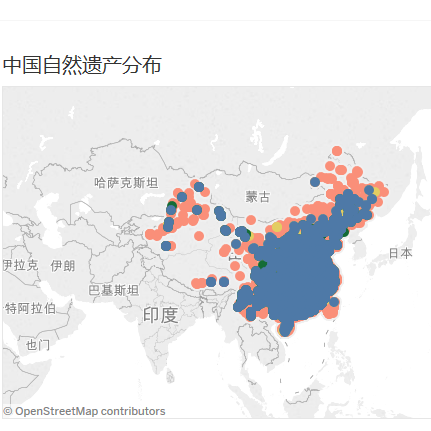 中国自然遗产分布
哈萨克斯坦
蒙古
日本
伊拉克
伊朗
巴基斯坦
特阿拉伯
印度
也门
© OpenStreetMap contributors